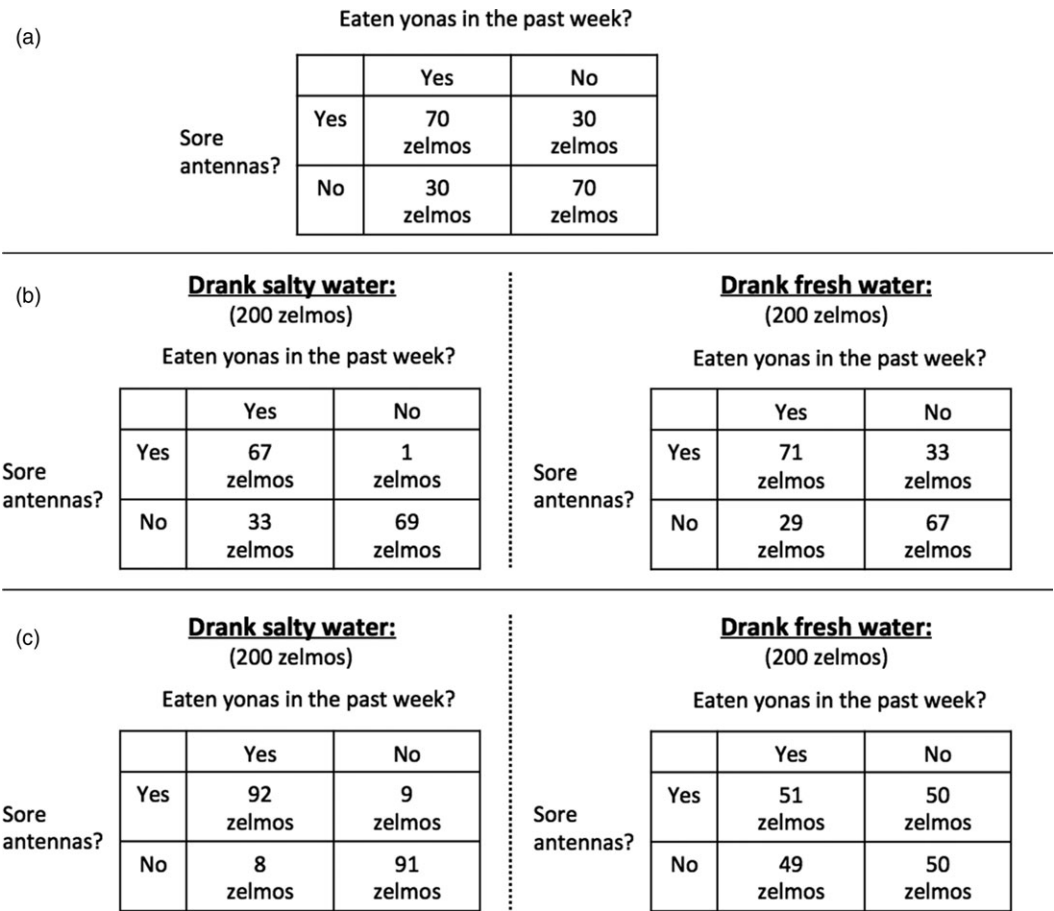 (a)
Eaten yonas in the past week?
Yes No
Sore antennas?
Yes 70 zelmos 30 zelmos
No 30 zelmos 70 zelmos
(b)
Drank salty water:
(200 zelmos)
Eaten yonas in the past week?
Yes No
Sore antennas?
Yes 67 zelmos 1 zelmos
No 33 zelmos 69 zelmos
Drank fresh water:
(200 zelmos)
Eaten yonas in the past week?
Yes No
Sore antennas?
Yes 71 zelmos 33 zelmos
No 29 zelmos 67 zelmos
(c)
Drank salty water:
(200 zelmos)
Eaten yonas in the past week?
Yes No
Sore antennas?
Yes 92 zelmos 9 zelmos
No 8 zelmos 91 zelmos
Drank fresh water:
(200 zelmos)
Eaten yonas in the past week?
Yes No
Sore antennas?
Yes 51 zelmos 50 zelmos
No 49 zelmos 50 zelmos